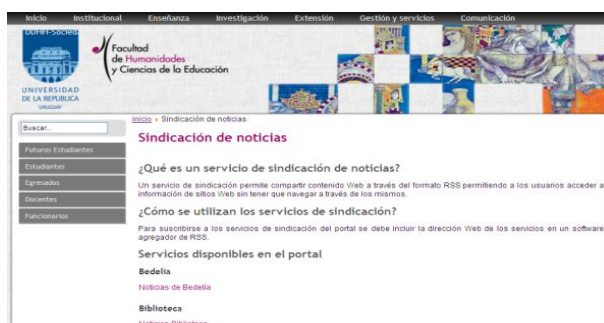 Inicio Institucional Enseñanza Investigación Extensión Gestión y servicios Comunicación
Facultad
de Humanidades
y Ciencias de la Educación
UNIVERSIDAD
DE LA REPUBLICA
URUGUAY
Buscar...
Futuros Estudiantes
Estudiantes
Egresados
Docentes
Funcionarios
Inicio » Sindicación de noticias
Sindicación de noticias
¿Qué es un servicio de sindicación de noticias?
Un servicio de sindicación permite compartir contenido Web a través del formato RSS permitiendo a los usuarios acceder a
información de sitios Web sin tener que navegar a través de los mismos.
¿Cómo se utilizan los servicios de sindicación?
Para suscribirse a los servicios de sindicación del portal se debe incluir la dirección Web de los servicios en un software
agregador de RSS.
Servicios disponibles en el portal
Bedelía
Noticias de Bedelía
Biblioteca
Noticias Biblioteca